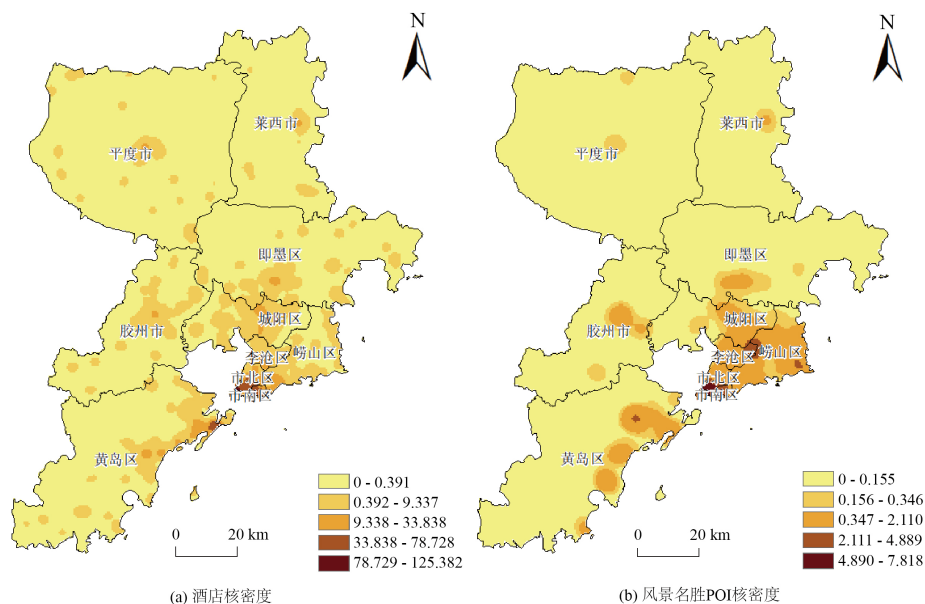 N
莱西市
平度市
即墨区
胶州市
城阳区
李沧区
崂山区
市北区
市南区
黄岛区
0 - 0.391
0.392 - 9.337
9.338 - 33.838
33.838 - 78.728
78.729 - 125.382
0
20 km
(a) 酒店核密度
N
莱西市
平度市
即墨区
胶州市
城阳区
李沧区
崂山区
市北区
市南区
黄岛区
0 - 0.155
0.156 - 0.346
0.347 - 2.110
2.111 - 4.889
4.890 - 7.818
0
20 km
(b) 风景名胜POI核密度